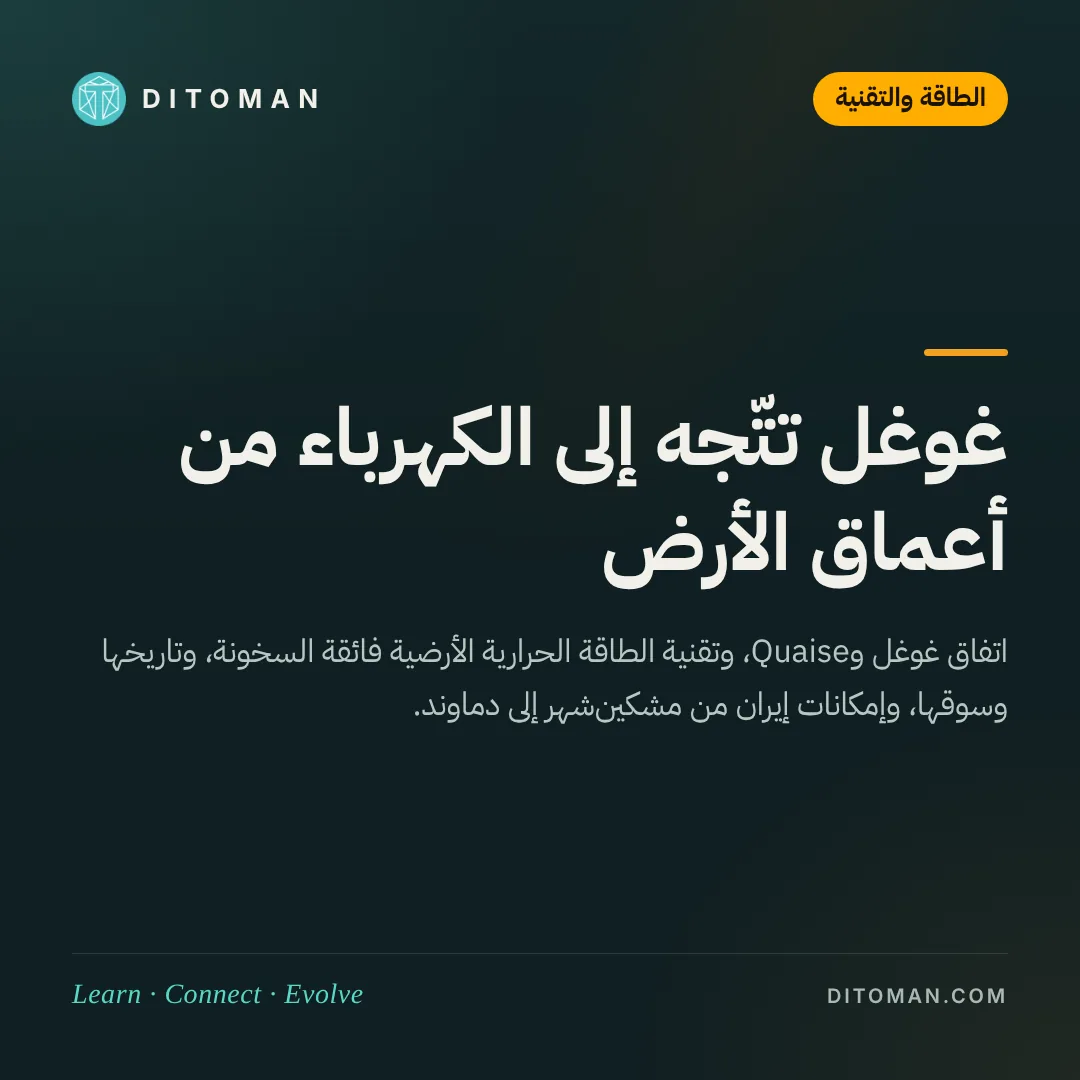 DITOMAN
الطاقة والتقنية
غوغل تتّجه إلى الكهرباء من
أعماق الأرض
اتفاق غوغل وQuaise، وتقنية الطاقة الحرارية الأرضية فائقة السخونة، وتاريخها
وسوقها، وإمكانات إيران من مشكين‌شهر إلى دماوند.
Learn · Connect · Evolve
DITOMAN.COM